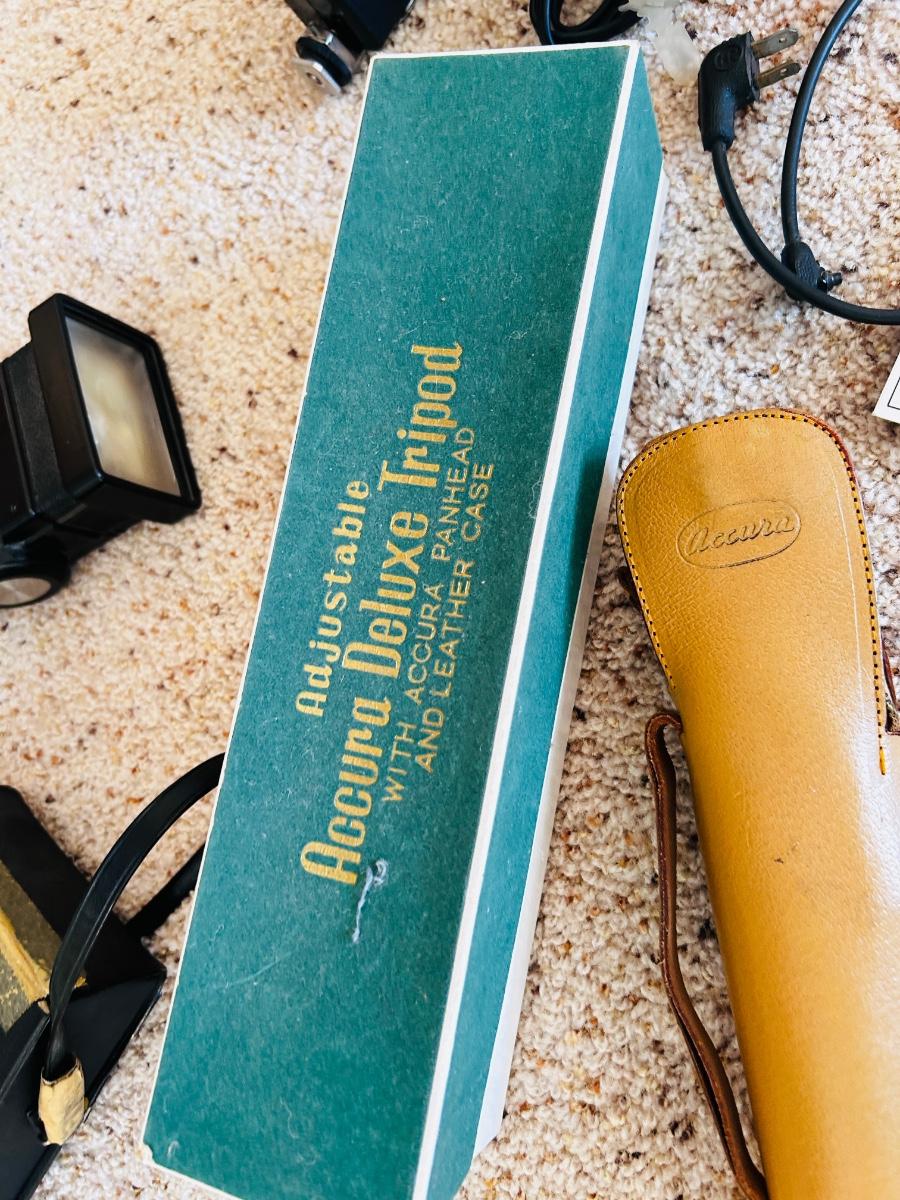 Adjustable
Accura Deluxe Tripod
WITH ACCURA PANHEAD
AND LEATHER CASE
Accura